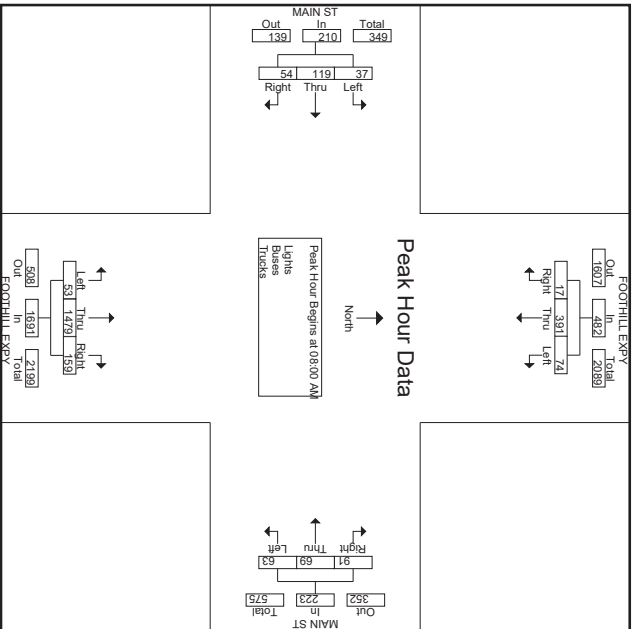 MAIN ST
Out In Total
139 210 349
54 119 37
Right Thru Left
FOOTHILL EXPY
Out In Total
1607 482 2089
17 391 74
Right Thru Left
Peak Hour Data
North
Peak Hour Begins at 08:00 AM
Lights
Buses
Trucks
Left Thru Right
53 1479 159
508 1691 2199
Out In Total
FOOTHILL EXPY
Left Thru Right
63 69 91
575 223 352
Total In Out
MAIN ST